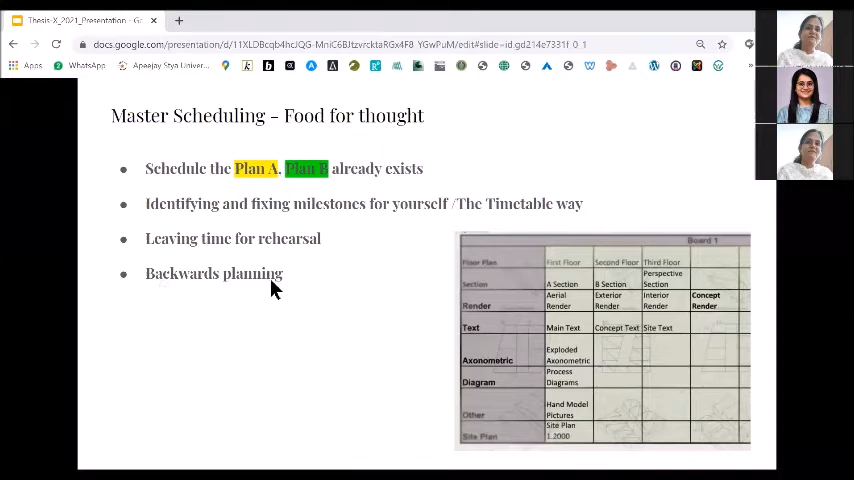 Thesis-X_2021_Presentation - Go
docs.google.com/presentation/d/11XLDBcqb4hcJQG-MniC6BJtzvrcktaRGx4F8_YGwPuM/edit#slide=id.gd214e7331f_0_1
Apps WhatsApp Apeejay Stya Univer...
Master Scheduling - Food for thought
● Schedule the Plan A, Plan B already exists
● Identifying and fixing milestones for yourself /The Timetable way
● Leaving time for rehearsal
● Backwards planning
Board 1
Floor Plan First Floor Second Floor Third Floor
Section A Section B Section Perspective Section
Render Aerial Render Exterior Render Interior Render Concept Render
Text Main Text Concept Text Site Text
Axonometric Exploded Axonometric
Diagram Process Diagrams
Other Hand Model Pictures
Site Plan Site Plan 1.2000